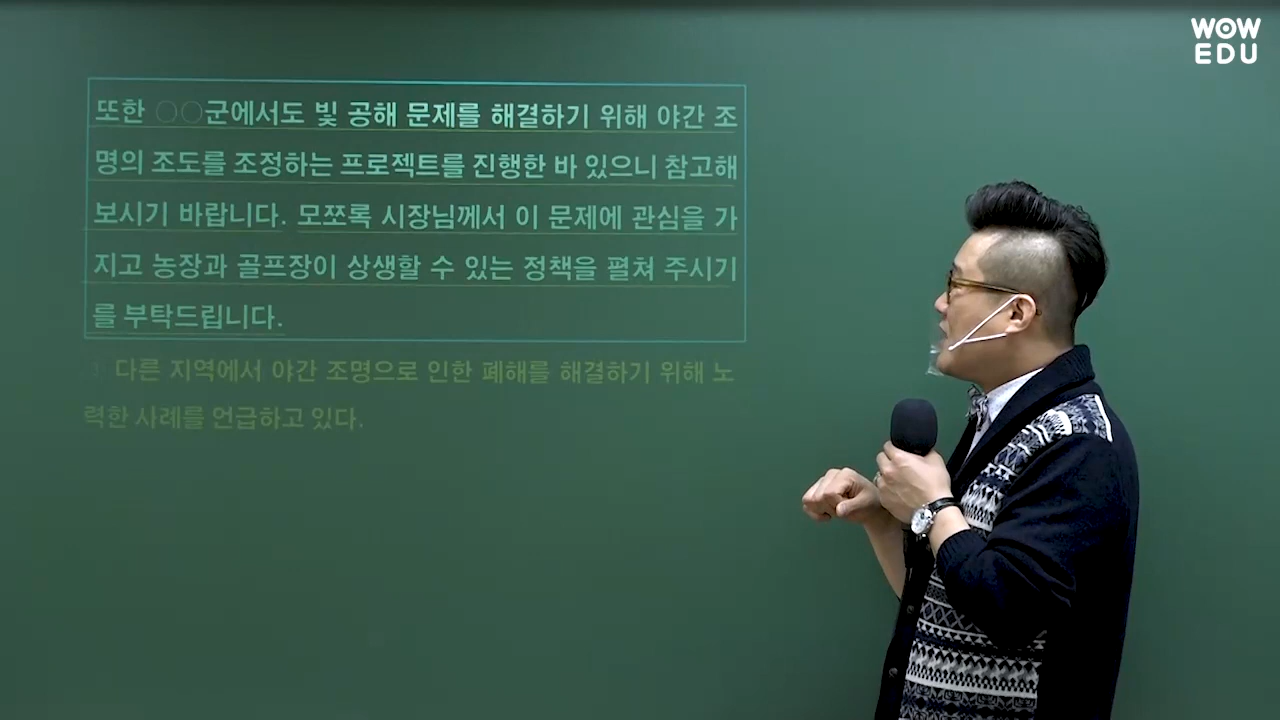 WOW
EDU
또한 ○○군에서도 빛 공해 문제를 해결하기 위해 야간 조
명의 조도를 조정하는 프로젝트를 진행한 바 있으니 참고해
보시기 바랍니다. 모쪼록 시장님께서 이 문제에 관심을 가
지고 농장과 골프장이 상생할 수 있는 정책을 펼쳐 주시기
를 부탁드립니다.
다른 지역에서 야간 조명으로 인한 폐해를 해결하기 위해 노
력한 사례를 언급하고 있다.